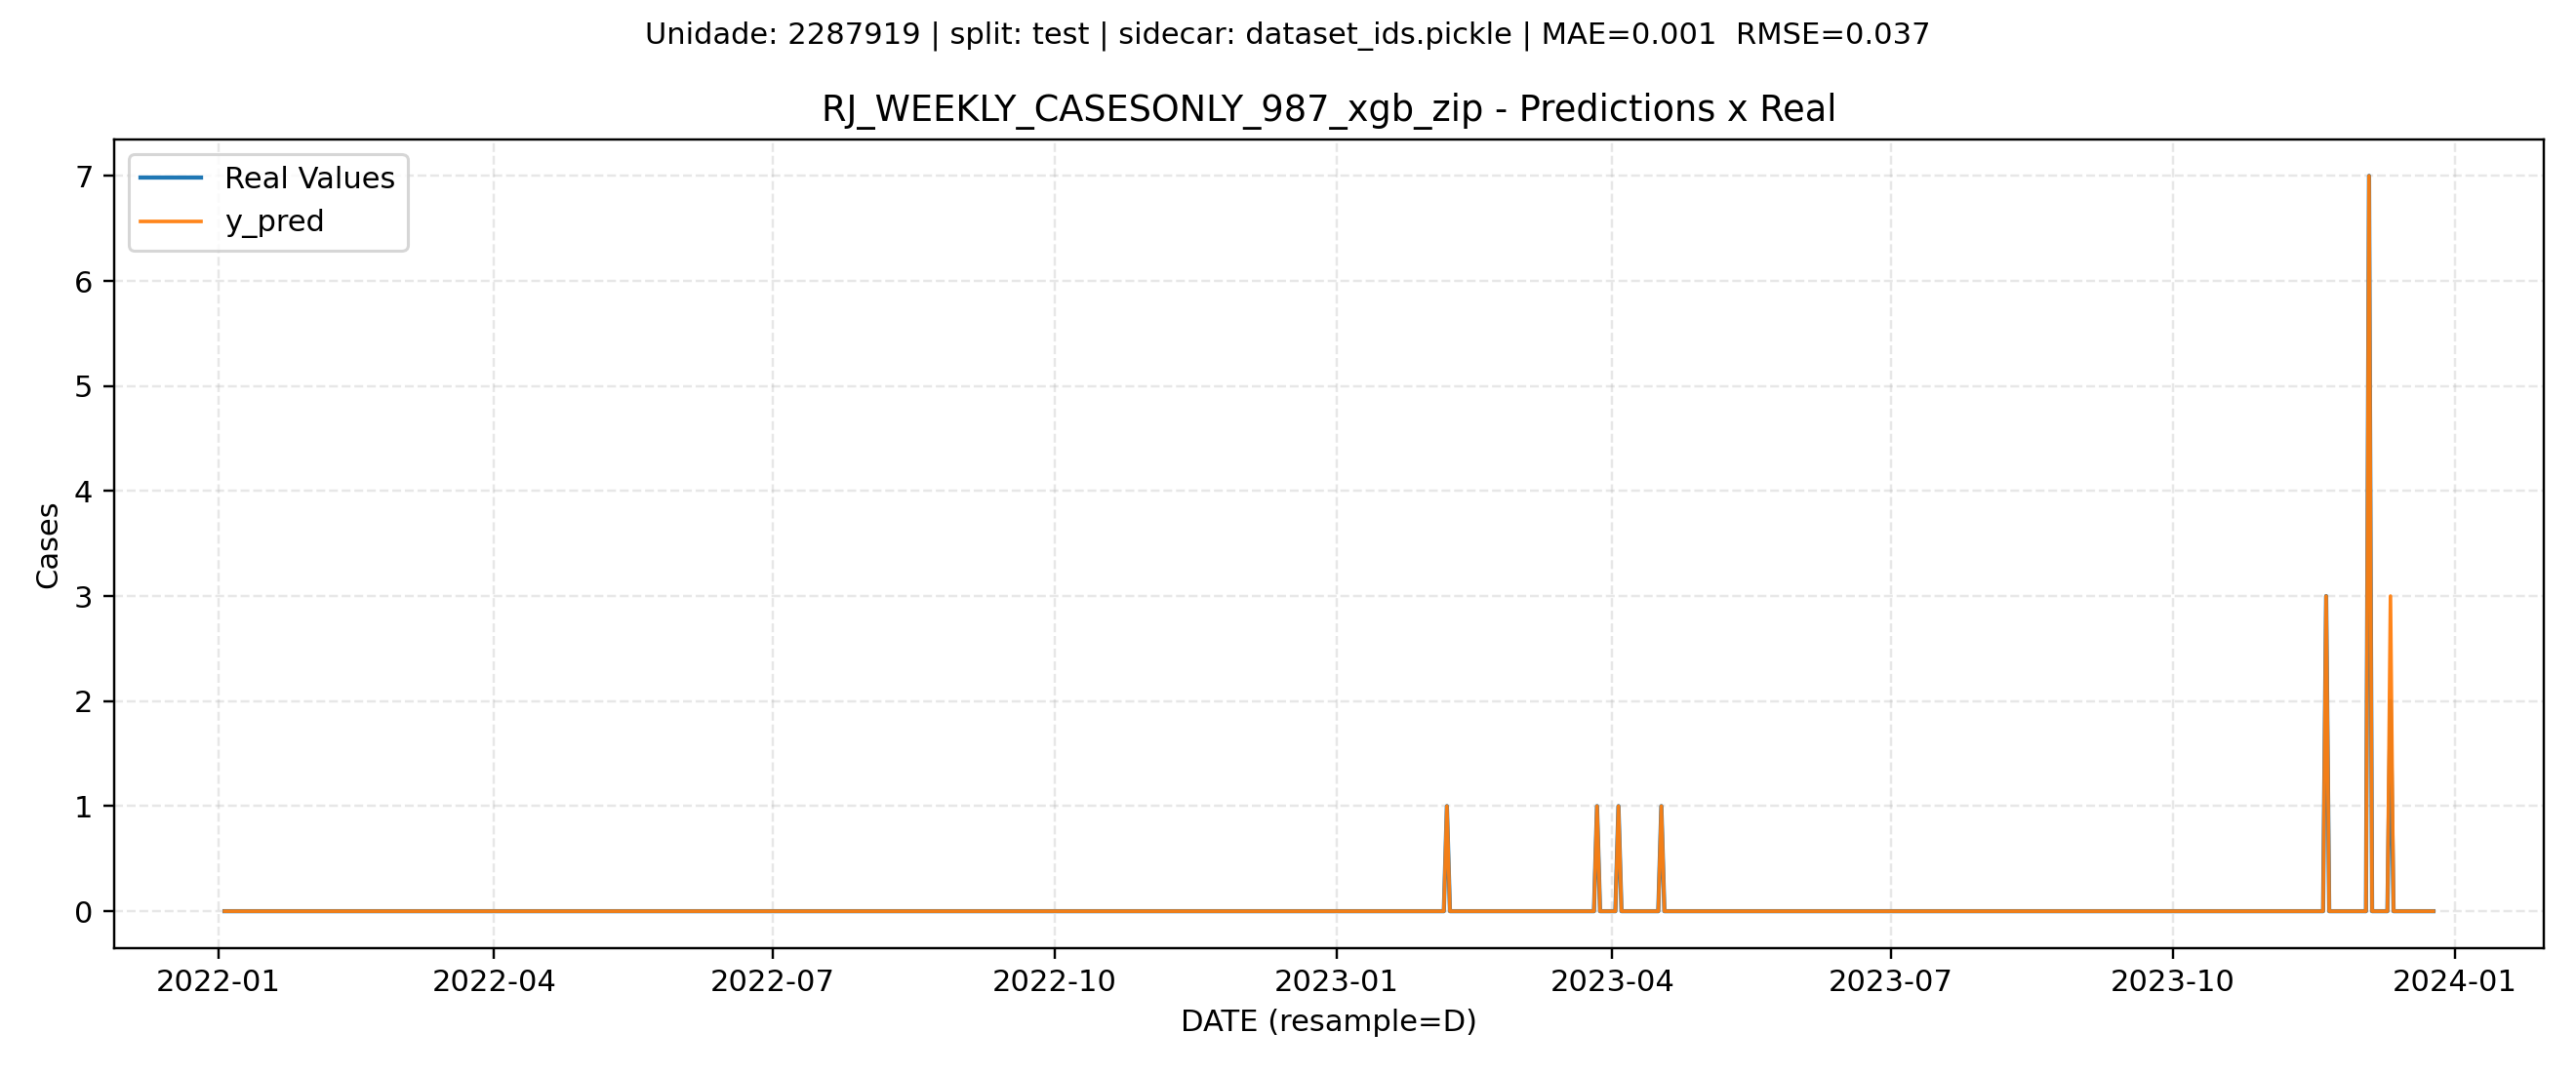 Unidade: 2287919 | split: test | sidecar: dataset_ids.pickle | MAE=0.001  RMSE=0.037
RJ_WEEKLY_CASESONLY_987_xgb_zip - Predictions x Real
Real Values
y_pred
7
6
5
4
3
2
1
0
Cases
2022-01
2022-04
2022-07
2022-10
2023-01
2023-04
2023-07
2023-10
2024-01
DATE (resample=D)